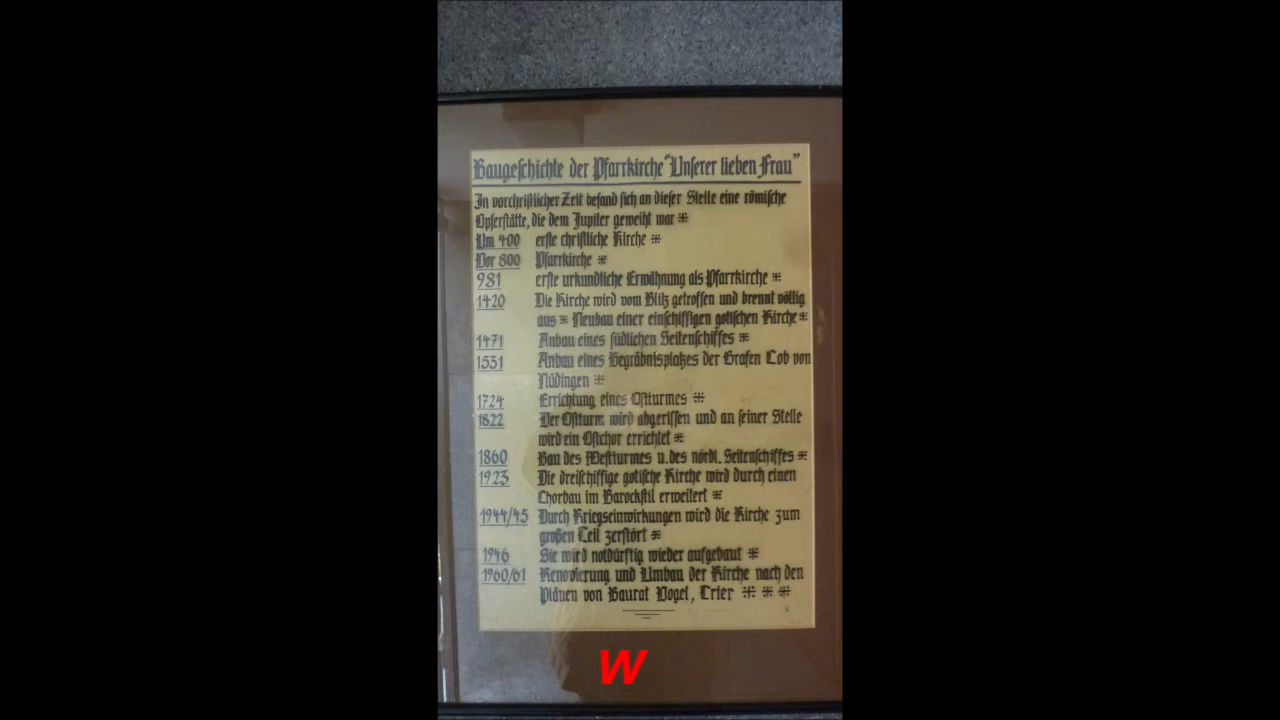 Baugeschichte der Pfarrkirche "Unserer lieben Frau"
In vorchristlicher Zeit befand sich an dieser Stelle eine römische
Opferstätte, die dem Jupiter geweiht war ⁜
Um 400 erste christliche Kirche ⁜
Vor 800 Pfarrkirche ⁜
981 erste urkundliche Erwähnung als Pfarrkirche ⁜
1420 Die Kirche wird vom Blitz getroffen und brennt völlig
aus ⁜ Neubau einer einschiffigen gotischen Kirche ⁜
1471 Anbau eines südlichen Seitenschiffes ⁜
1531 Anbau eines Begräbnisplatzes der Grafen Cob von
Nüdingen ⁜
1724 Errichtung eines Ostturmes ⁜
1822 Der Ostturm wird abgerissen und an seiner Stelle
wird ein Ostchor errichtet ⁜
1860 Bau des Westturmes u. des nördl. Seitenschiffes ⁜
1923 Die dreischiffige gotische Kirche wird durch einen
Chorbau im Barockstil erweitert ⁜
1944/45 Durch Kriegseinwirkungen wird die Kirche zum
großen Teil zerstört ⁜
1946 Sie wird notdürftig wieder aufgebaut ⁜
1960/61 Renovierung und Umbau der Kirche nach den
Plänen von Baurat Vogel, Trier ⁜ ⁜ ⁜
W